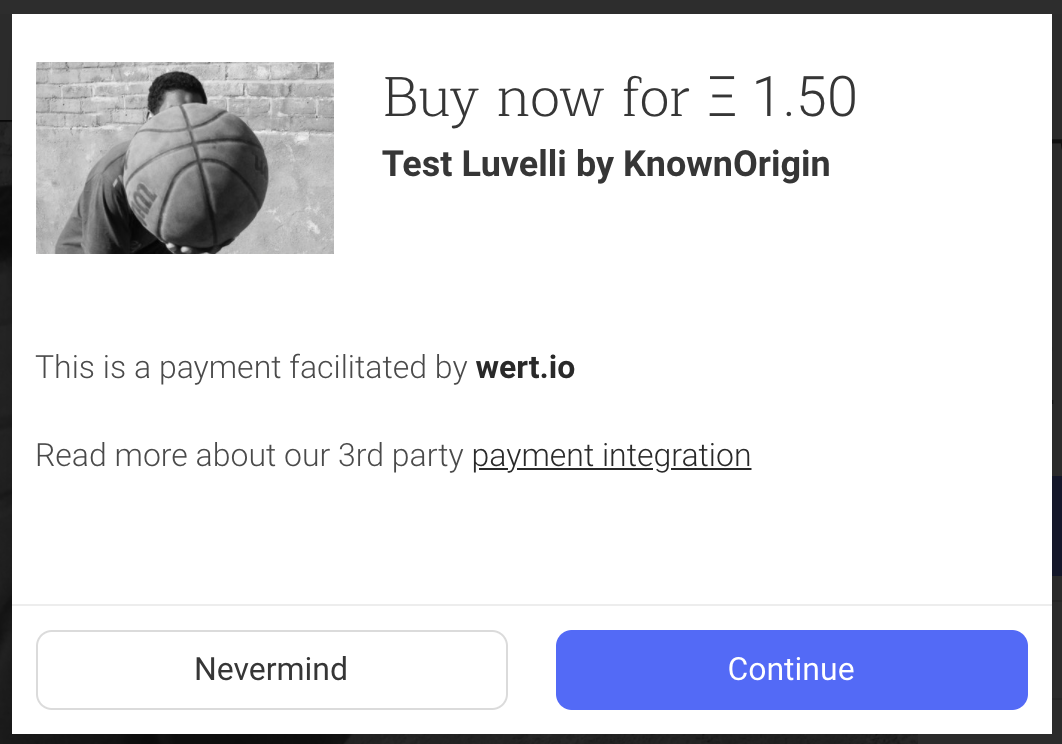 Buy now for Ξ 1.50
Test Luvelli by KnownOrigin
This is a payment facilitated by wert.io
Read more about our 3rd party payment integration
Nevermind
Continue